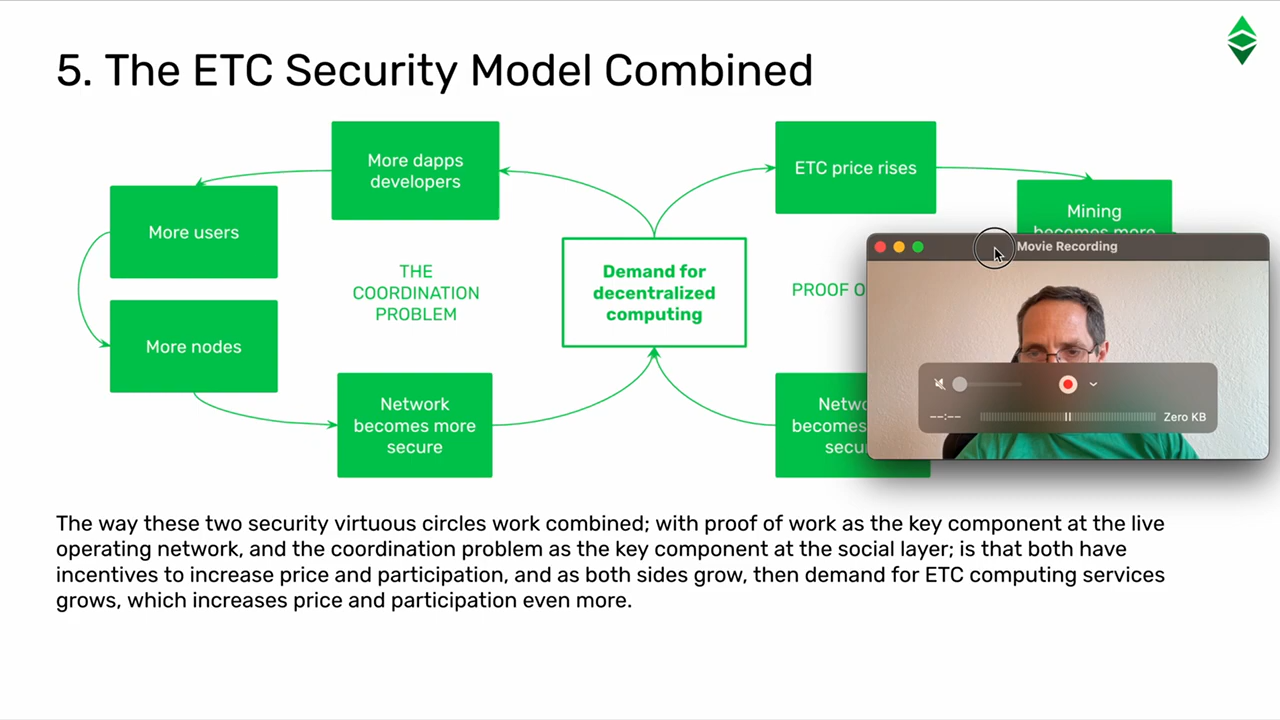 5. The ETC Security Model Combined
More dapps
developers
ETC price rises
More users
Mining
becomes more
Movie Recording
THE
COORDINATION
PROBLEM
Demand for
decentralized
computing
PROOF O
More nodes
Network
becomes more
secure
becomes
--:--
Zero KB
The way these two security virtuous circles work combined; with proof of work as the key component at the live
operating network, and the coordination problem as the key component at the social layer; is that both have
incentives to increase price and participation, and as both sides grow, then demand for ETC computing services
grows, which increases price and participation even more.